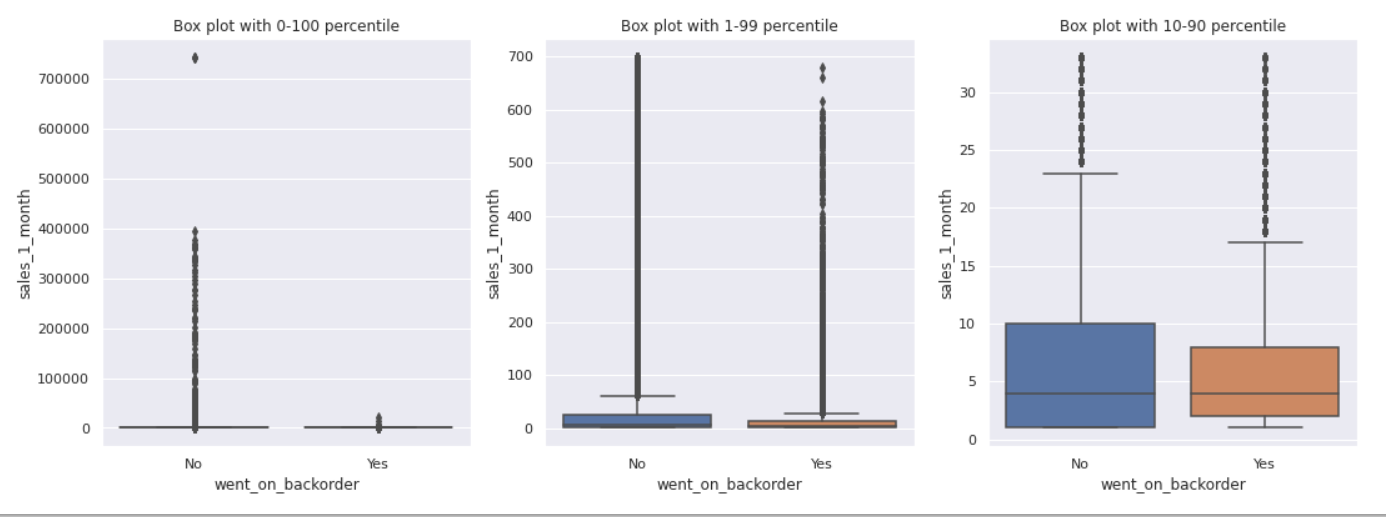 Box plot with 0-100 percentile
700000
600000
500000
400000
300000
200000
100000
0
sales_1_month
No Yes
went_on_backorder
Box plot with 1-99 percentile
700
600
500
400
300
200
100
0
sales_1_month
No Yes
went_on_backorder
Box plot with 10-90 percentile
30
25
20
15
10
5
0
sales_1_month
No Yes
went_on_backorder